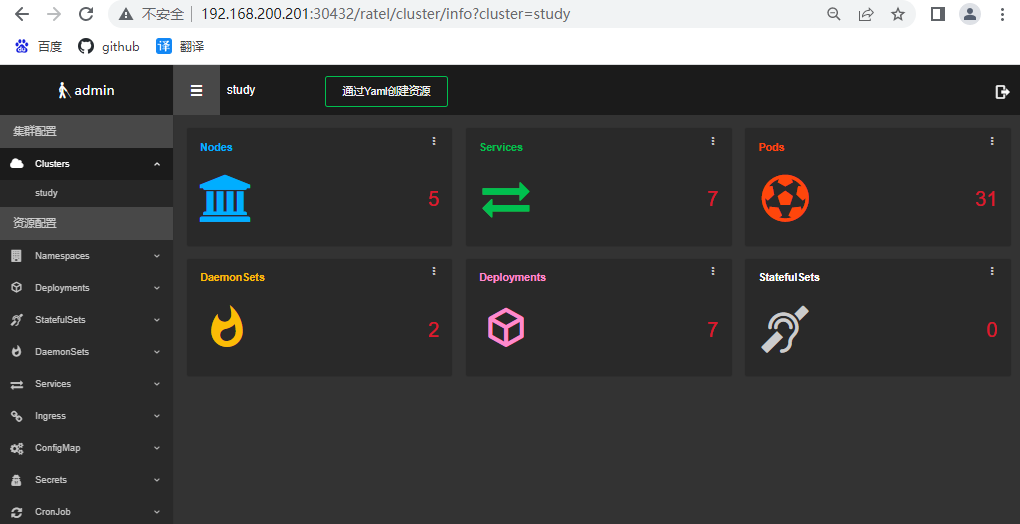 不安全 192.168.200.201:30432/ratel/cluster/info?cluster=study
百度 github 译 翻译
admin study 通过Yaml创建资源
集群配置
Clusters
study
资源配置
Namespaces
Deployments
StatefulSets
DaemonSets
Services
Ingress
ConfigMap
Secrets
CronJob
Nodes
5
Services
7
Pods
31
DaemonSets
2
Deployments
7
StatefulSets
0